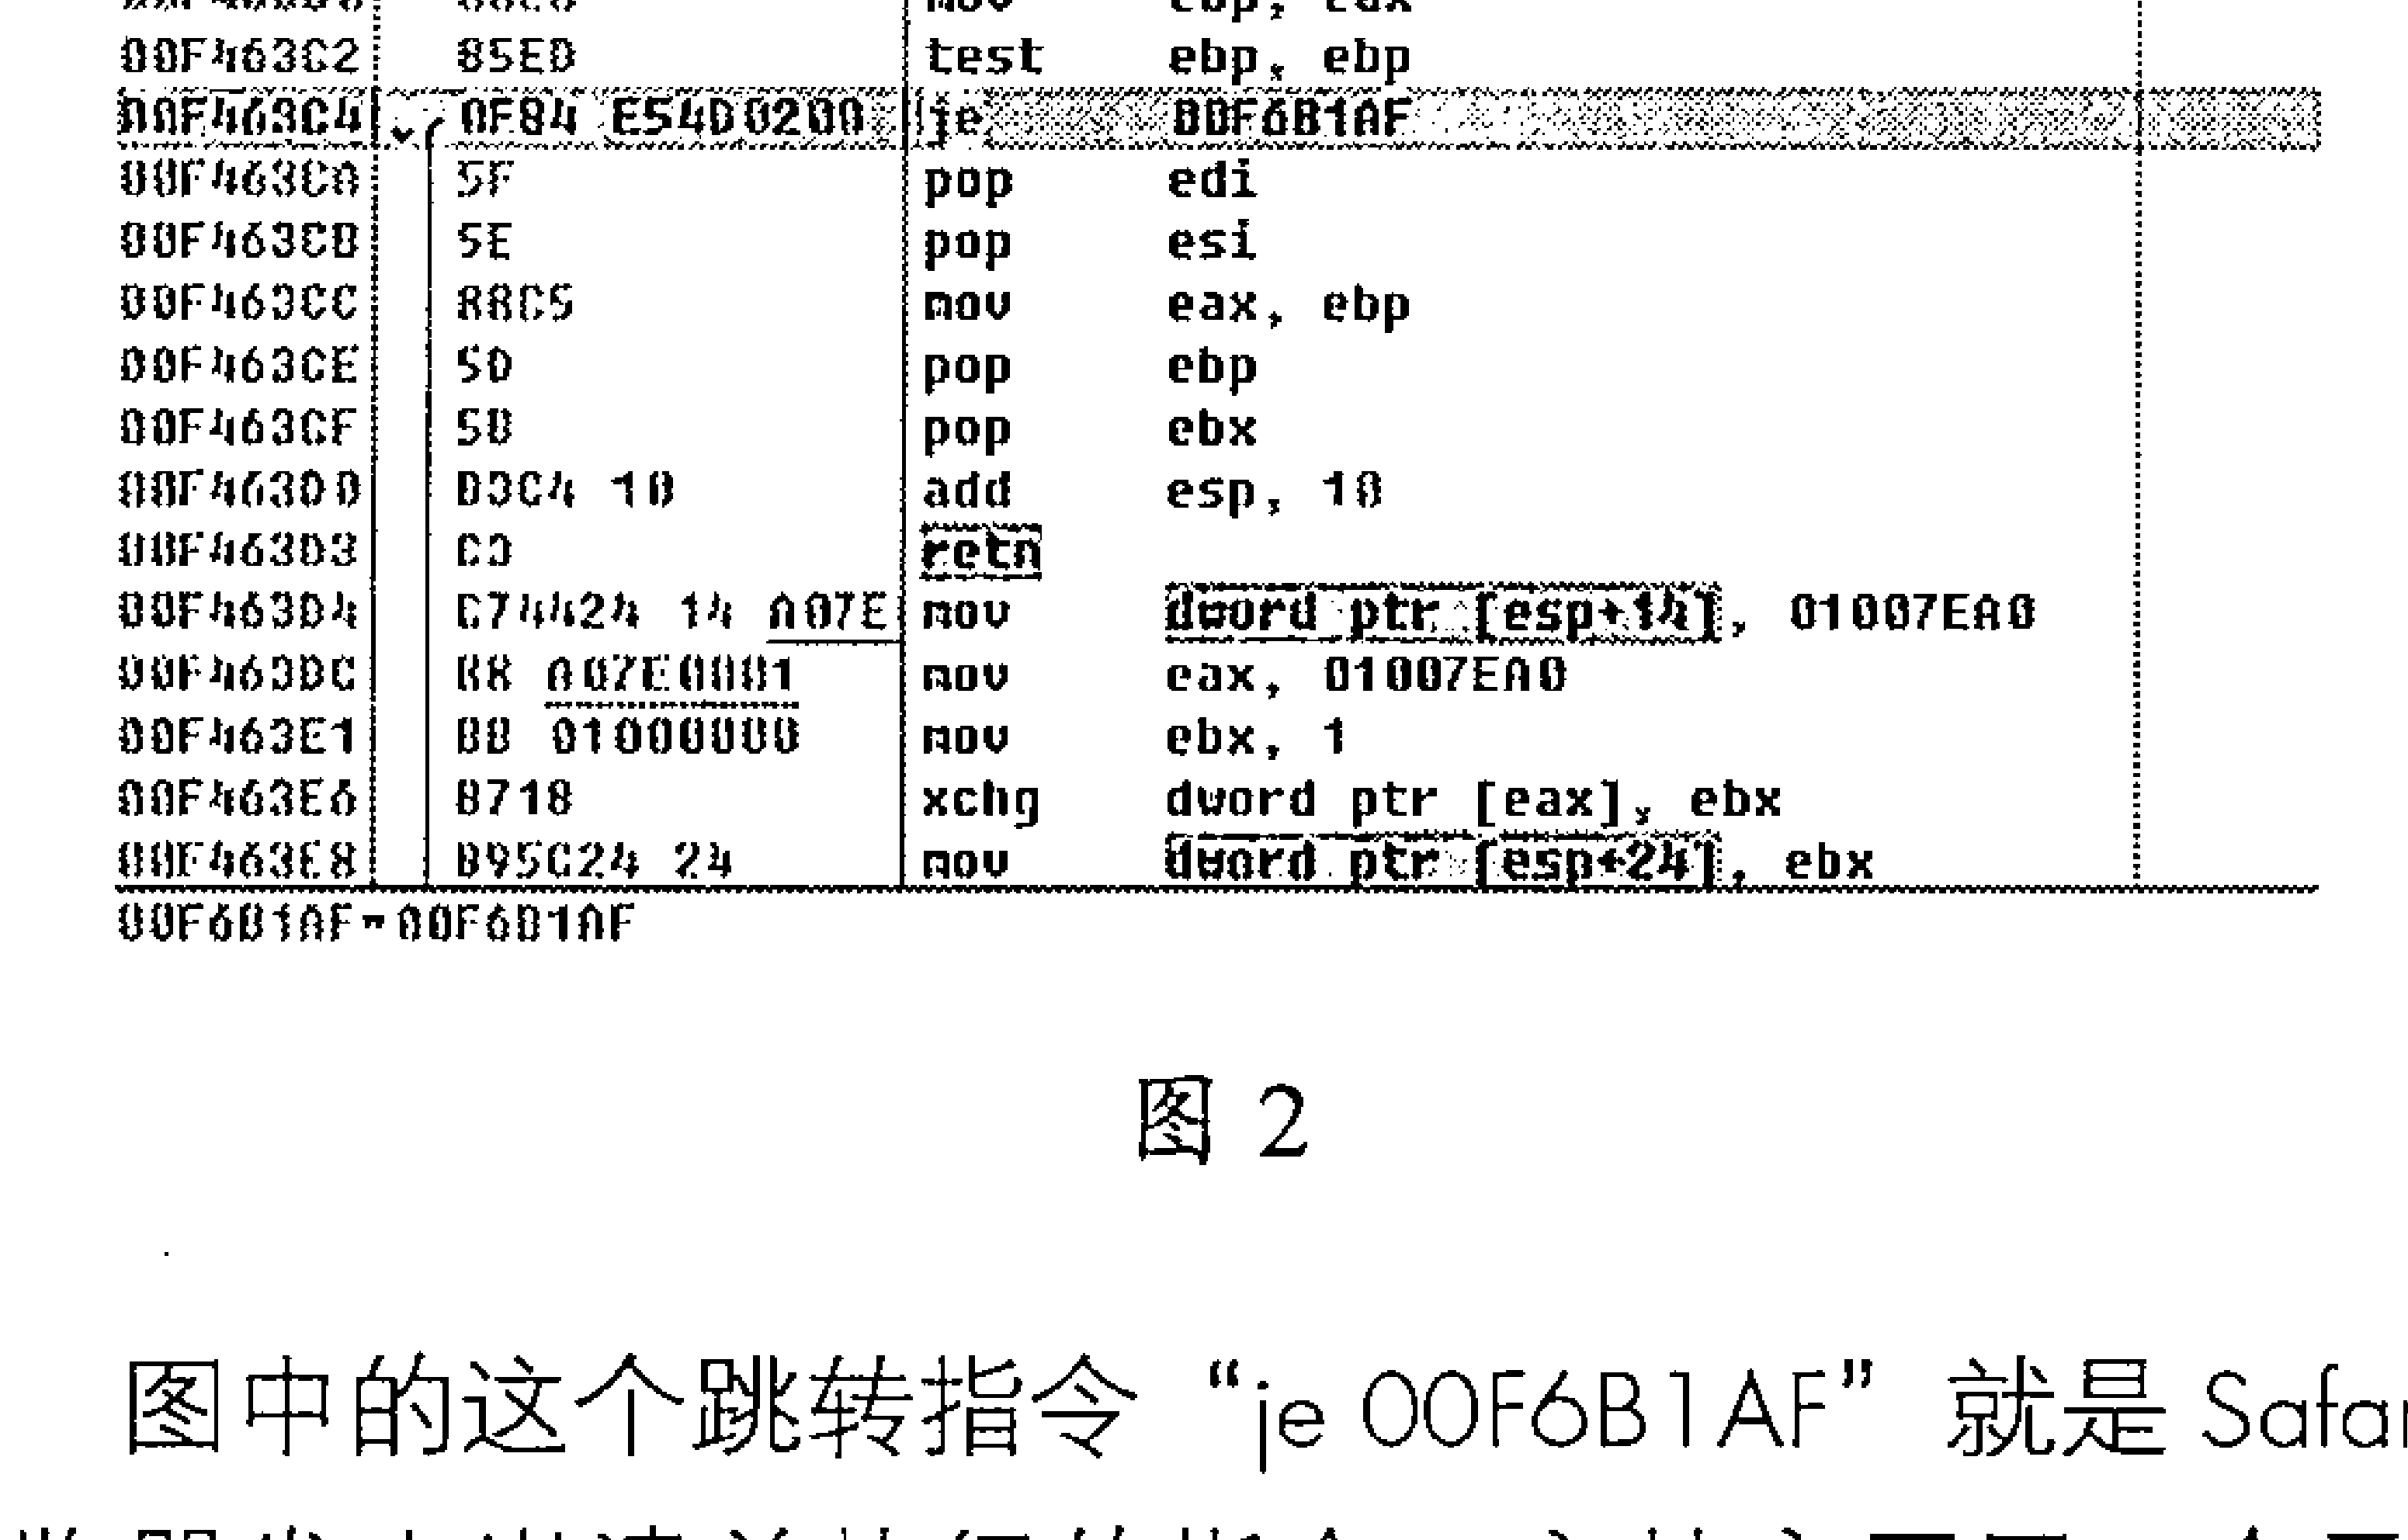 00F463C2 85ED test ebp, ebp
00F463C4 0F84 E54D0200 je 00F6B1AF
00F463CA 5F pop edi
00F463CB 5E pop esi
00F463CC 8BC5 mov eax, ebp
00F463CE 5D pop ebp
00F463CF 5B pop ebx
00F463D0 83C4 10 add esp, 10
00F463D3 C3 retn
00F463D4 C74424 14 A07E mov dword ptr [esp+14], 01007EA0
00F463DC B8 A07E0001 mov eax, 01007EA0
00F463E1 BB 01000000 mov ebx, 1
00F463E6 8718 xchg dword ptr [eax], ebx
00F463E8 895C24 24 mov dword ptr [esp+24], ebx
00F6B1AF=00F6B1AF
图 2
图中的这个跳转指令“je 00F6B1AF”就是 Safar